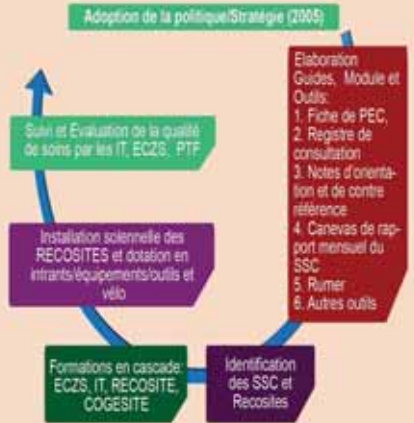 Adoption de la politique/Stratégie (2005)
Elaboration
Guides, Module et
Outils:
1. Fiche de PEC,
2. Registre de
consultation
3. Notes d'orienta-
tion et de contre
référence
4. Canevas de rap-
port mensuel du
SSC
5. Rumer
6. Autres outils
Identification
des SSC et
Recosites
Formations en cascade:
ECZS, IT, RECOSITE,
COGESITE
Installation solennelle des
RECOSITES et dotation en
intrants/équipements/outils et
vélo
Suivi et Évaluation de la qualité
de soins par les IT, ECZS, PTF